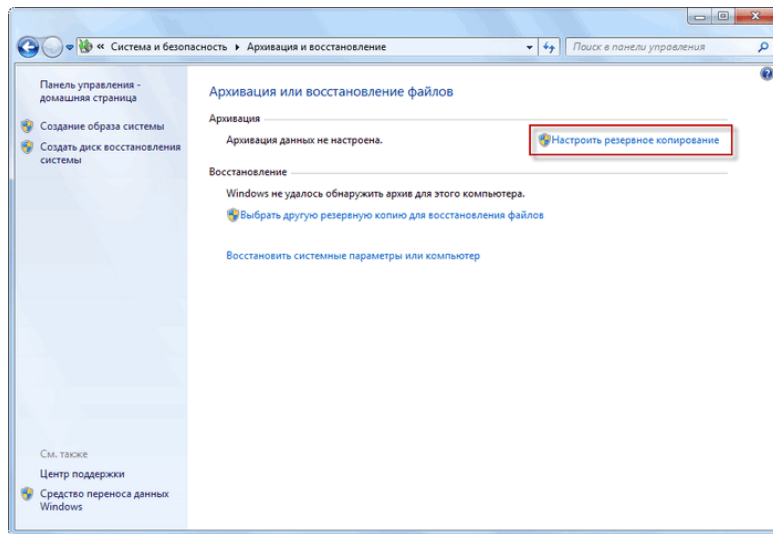 « Система и безопасность ▸ Архивация и восстановление
Поиск в панели управления
Панель управления -
домашняя страница
Создание образа системы
Создать диск восстановления
системы
Архивация или восстановление файлов
Архивация
Архивация данных не настроена.
Настроить резервное копирование
Восстановление
Windows не удалось обнаружить архив для этого компьютера.
Выбрать другую резервную копию для восстановления файлов
Восстановить системные параметры или компьютер
См. также
Центр поддержки
Средство переноса данных
Windows